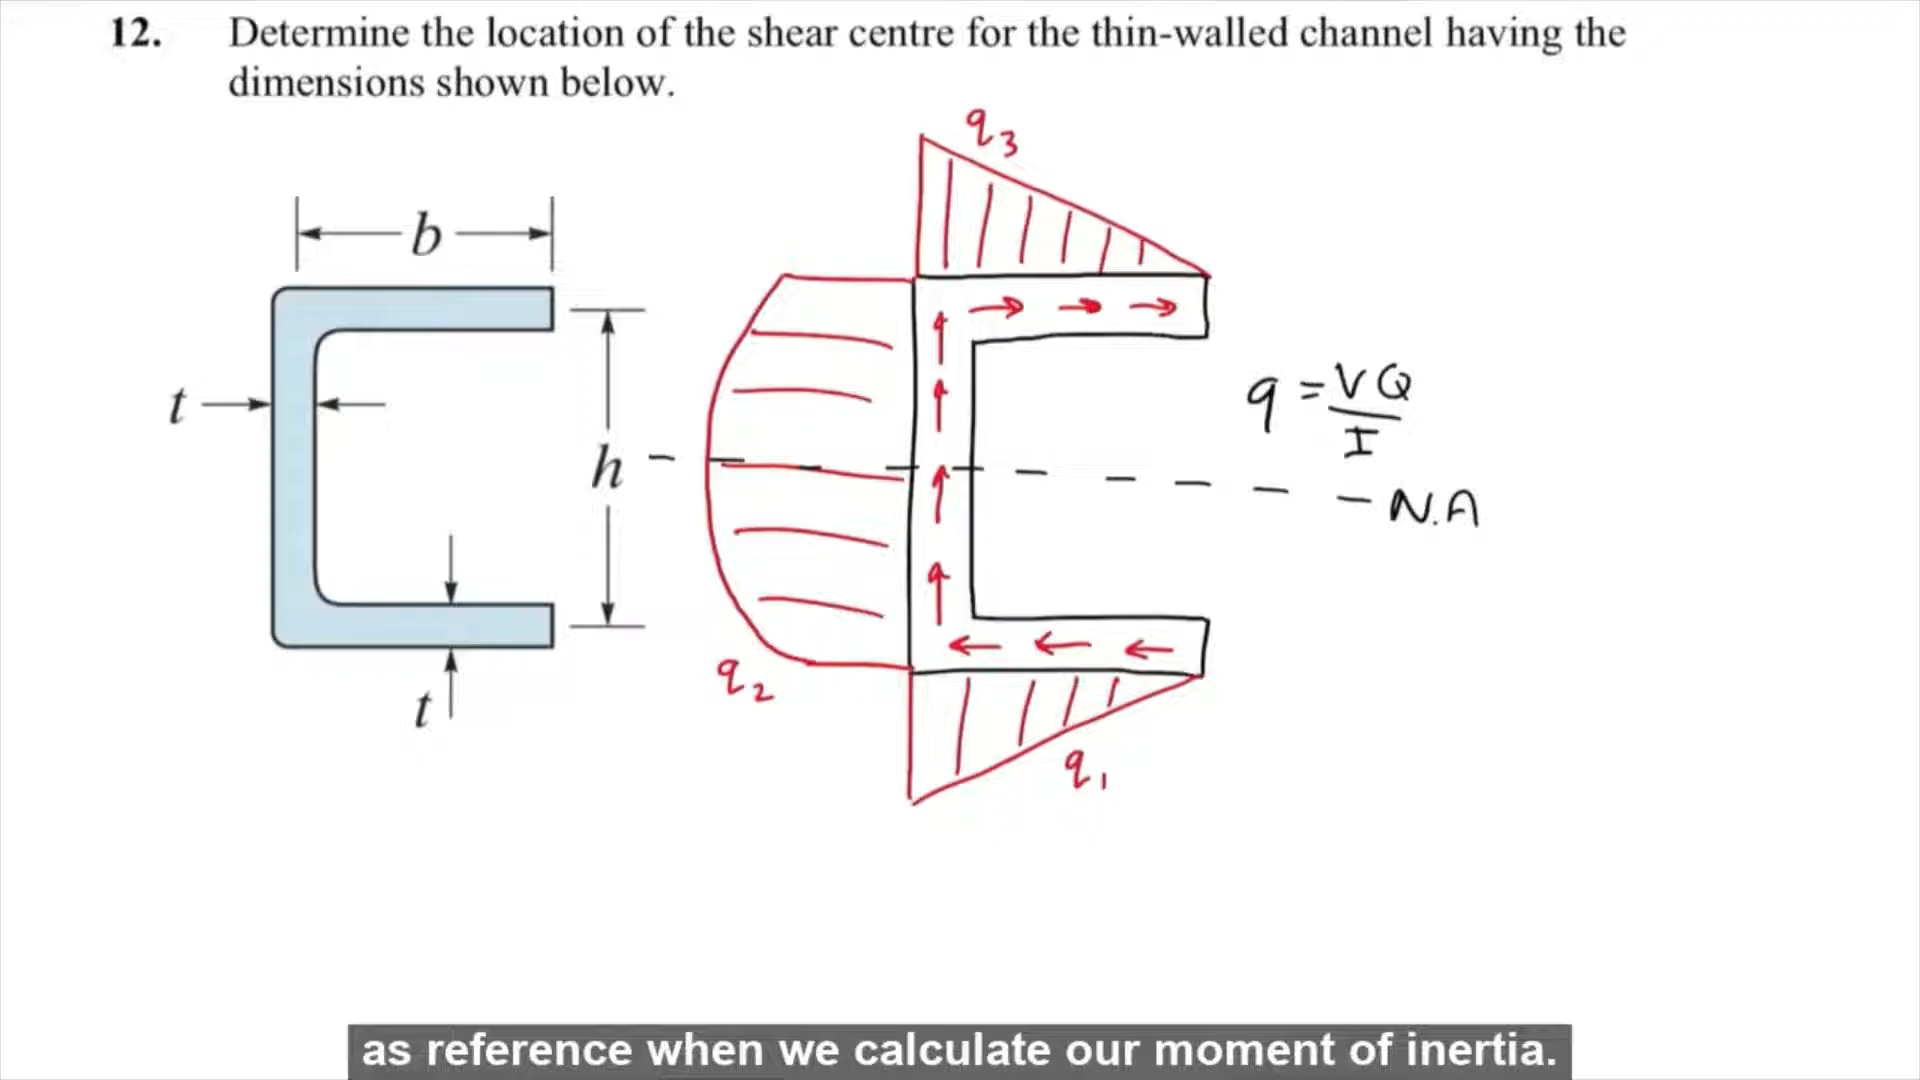 12. Determine the location of the shear centre for the thin-walled channel having the
dimensions shown below.
q3
b
t
h
q = VQ
I
N.A
q2
t
q1
as reference when we calculate our moment of inertia.